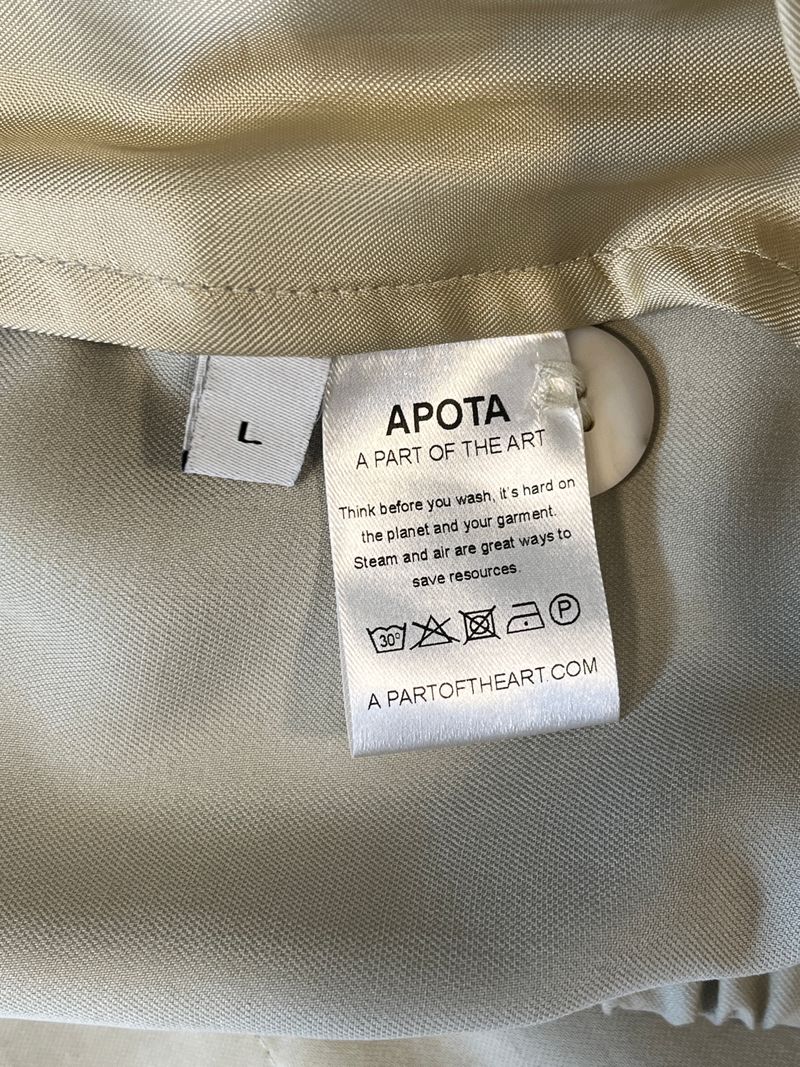 L
APOTA
A PART OF THE ART
Think before you wash, it's hard on
the planet and your garment.
Steam and air are great ways to
save resources.
30°
P
A PARTOFTHEART.COM